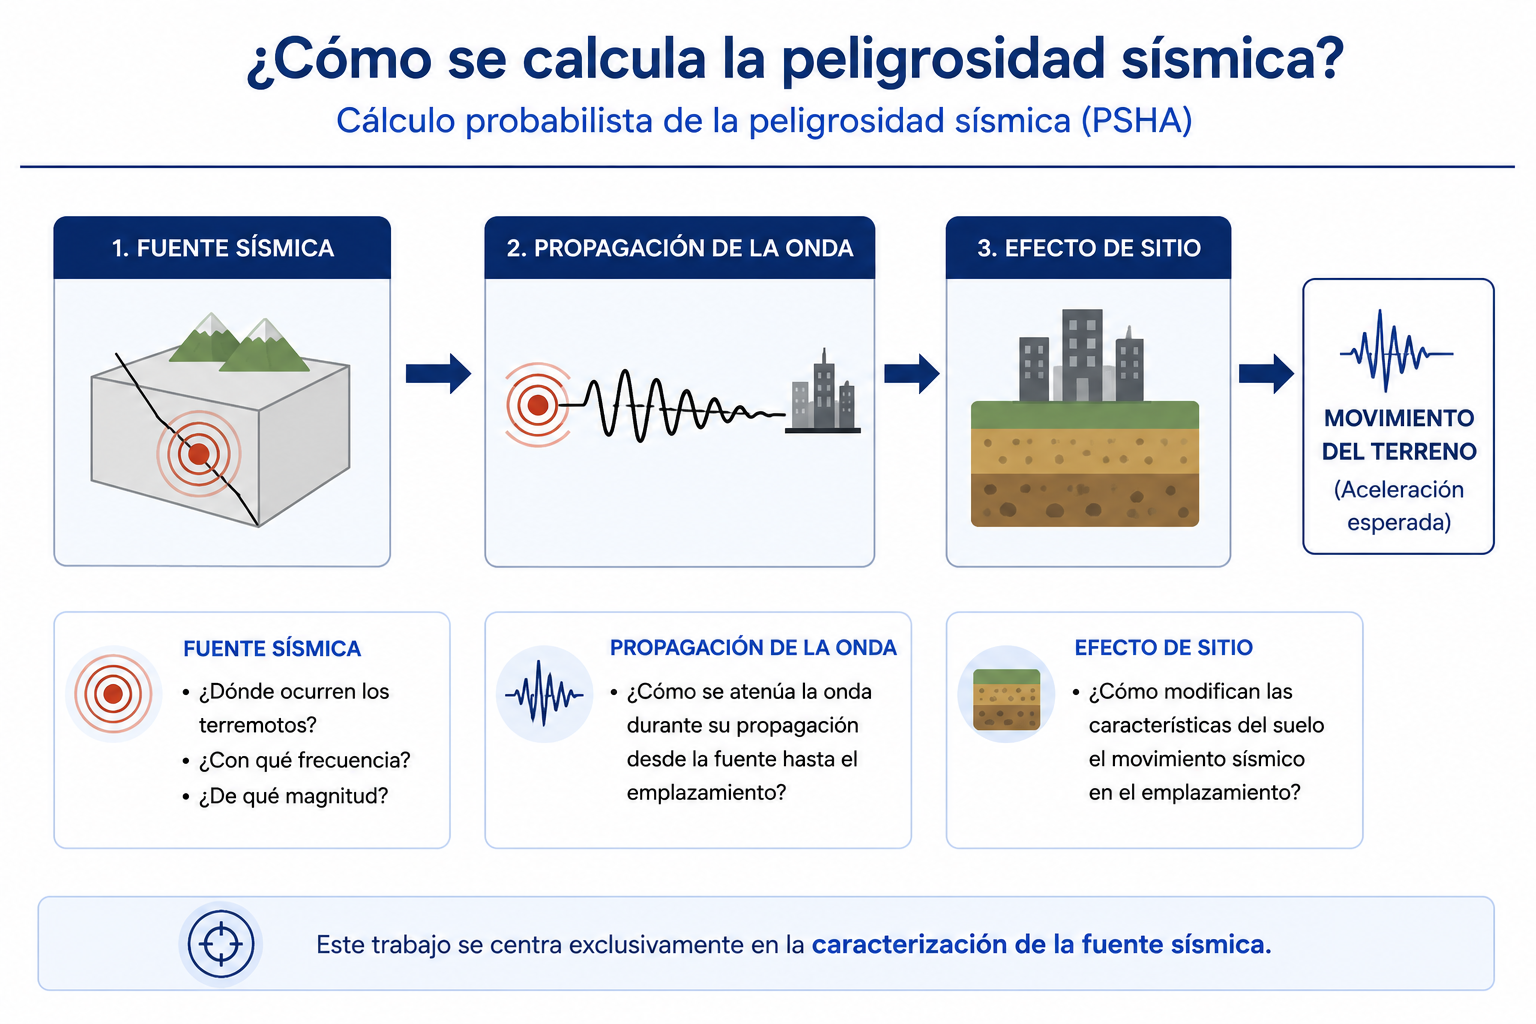 ¿Cómo se calcula la peligrosidad sísmica?
Cálculo probabilista de la peligrosidad sísmica (PSHA)
1. FUENTE SÍSMICA
2. PROPAGACIÓN DE LA ONDA
3. EFECTO DE SITIO
MOVIMIENTO
DEL TERRENO
(Aceleración
esperada)
FUENTE SÍSMICA
• ¿Dónde ocurren los
terremotos?
• ¿Con qué frecuencia?
• ¿De qué magnitud?
PROPAGACIÓN DE LA ONDA
• ¿Cómo se atenúa la onda
durante su propagación
desde la fuente hasta el
emplazamiento?
EFECTO DE SITIO
• ¿Cómo modifican las
características del suelo
el movimiento sísmico
en el emplazamiento?
Este trabajo se centra exclusivamente en la caracterización de la fuente sísmica.